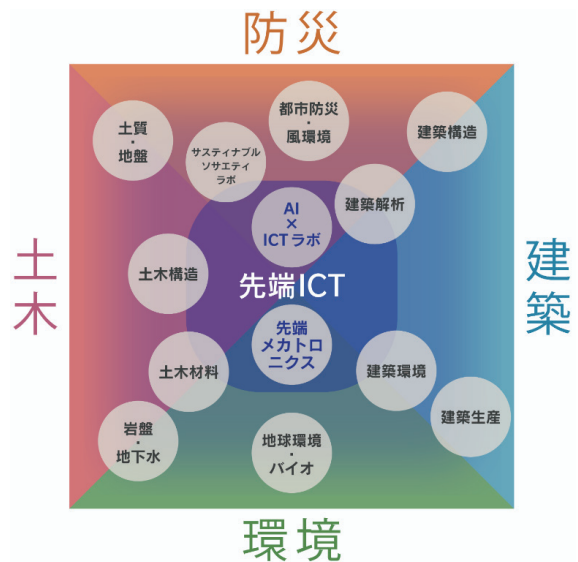 防災
土質
・
地盤
サスティナブル
ソサエティ
ラボ
都市防災
・
風環境
建築構造
AI
×
ICTラボ
建築解析
土木
土木構造
先端ICT
建築
先端
メカトロ
ニクス
土木材料
建築環境
建築生産
岩盤
・
地下水
地球環境
・
バイオ
環境